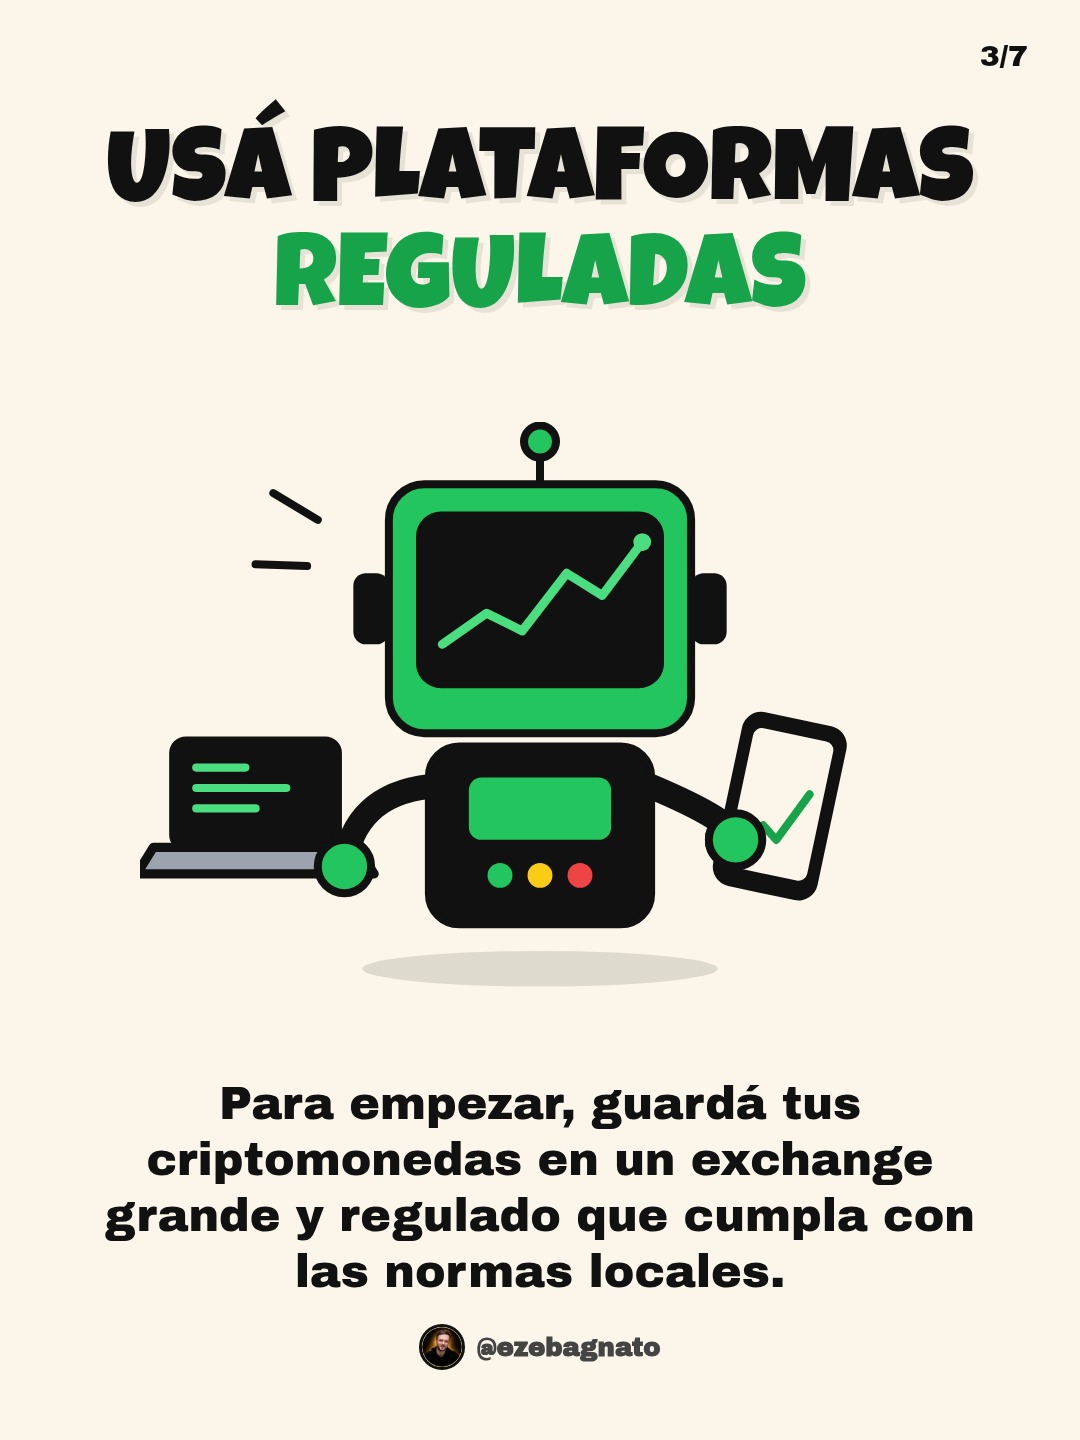 3/7
USÁ PLATAFORMAS
REGULADAS
Para empezar, guardá tus
criptomonedas en un exchange
grande y regulado que cumpla con
las normas locales.
@ezebagnato